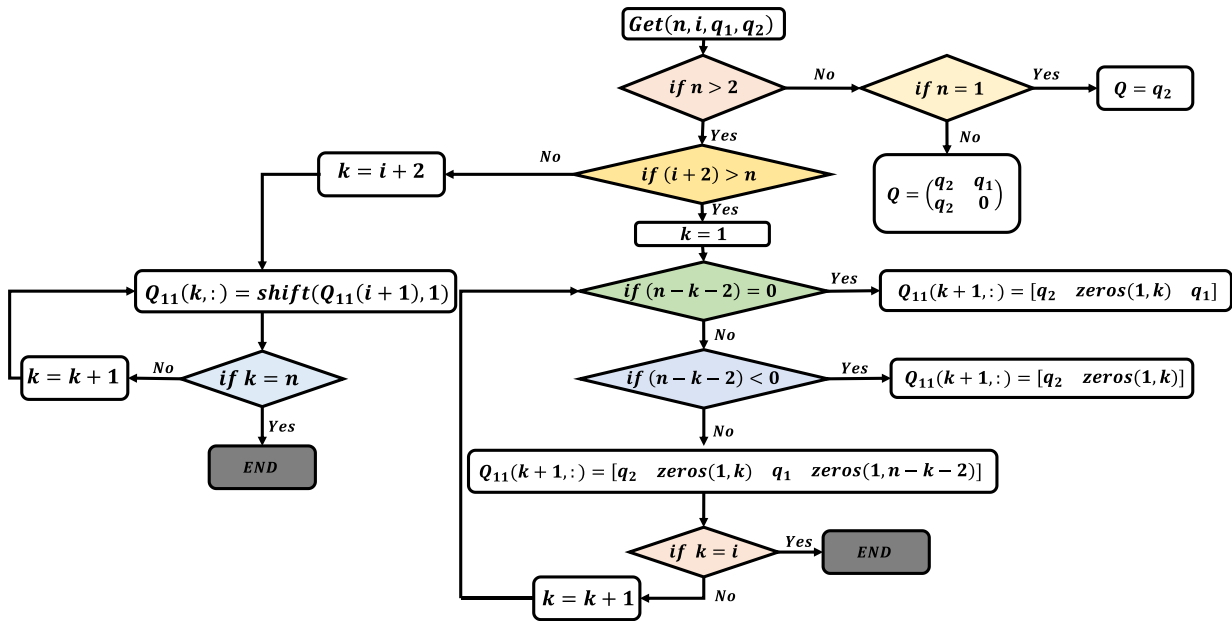 Get(n, i, q₁, q₂)
if n > 2
No
if n = 1
Yes
Q = q₂
Yes
No
Q = (q₂ q₁
q₂ 0)
if (i + 2) > n
No
k = i + 2
Yes
k = 1
Q₁₁(k,:) = shift(Q₁₁(i + 1), 1)
if (n − k − 2) = 0
Yes
Q₁₁(k + 1,:) = [q₂ zeros(1, k) q₁]
No
k = k + 1
No
if k = n
if (n − k − 2) < 0
Yes
Q₁₁(k + 1,:) = [q₂ zeros(1, k)]
Yes
No
END
Q₁₁(k + 1,:) = [q₂ zeros(1, k) q₁ zeros(1, n − k − 2)]
if k = i
Yes
END
No
k = k + 1